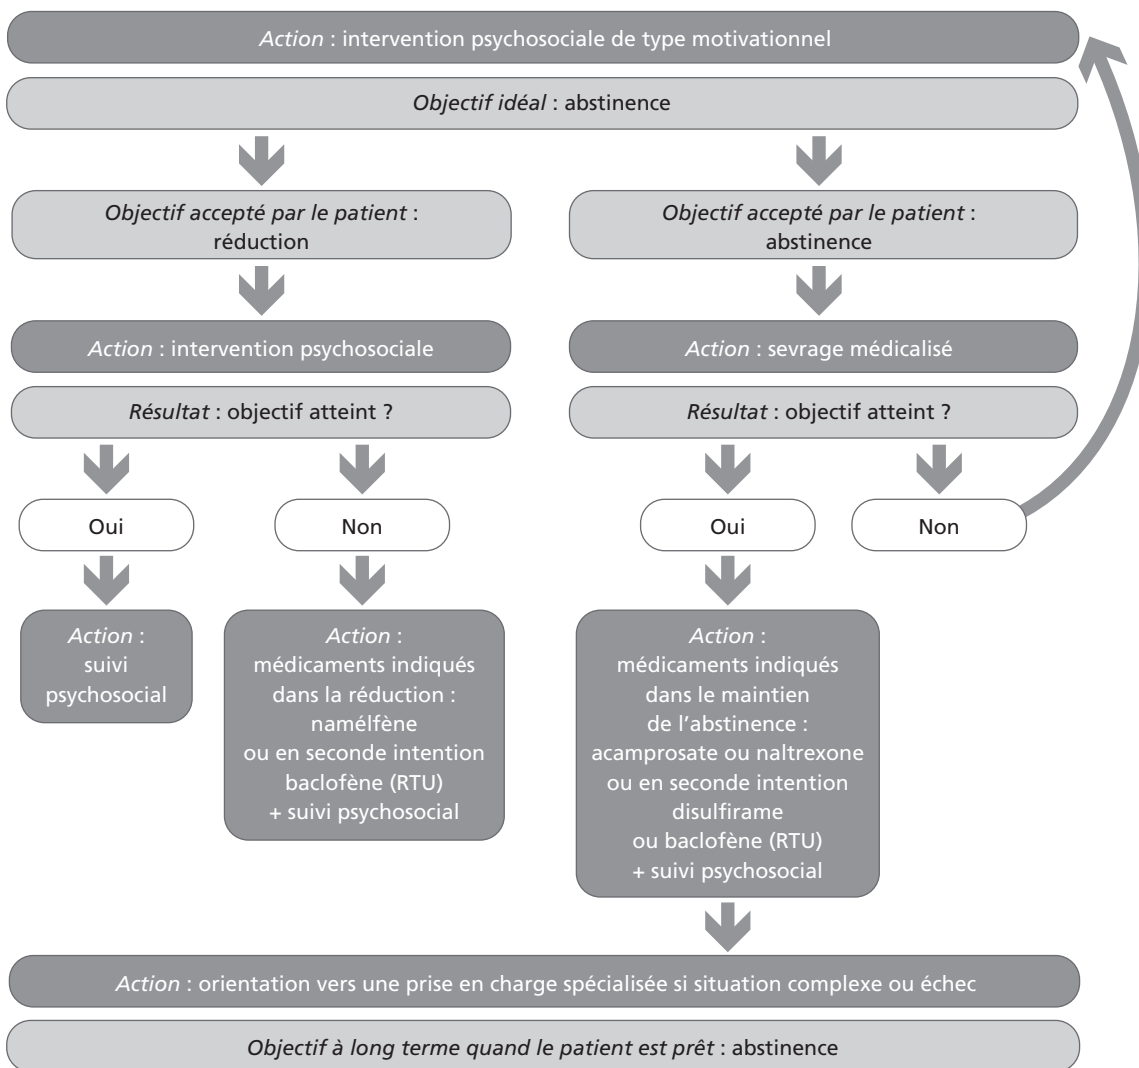 Action : intervention psychosociale de type motivationnel
Objectif idéal : abstinence
Objectif accepté par le patient :
réduction
Objectif accepté par le patient :
abstinence
Action : intervention psychosociale
Action : sevrage médicalisé
Résultat : objectif atteint ?
Résultat : objectif atteint ?
Oui
Non
Oui
Non
Action :
suivi
psychosocial
Action :
médicaments indiqués
dans la réduction :
namélfène
ou en seconde intention
baclofène (RTU)
+ suivi psychosocial
Action :
médicaments indiqués
dans le maintien
de l'abstinence :
acamprosate ou naltrexone
ou en seconde intention
disulfirame
ou baclofène (RTU)
+ suivi psychosocial
Action : orientation vers une prise en charge spécialisée si situation complexe ou échec
Objectif à long terme quand le patient est prêt : abstinence